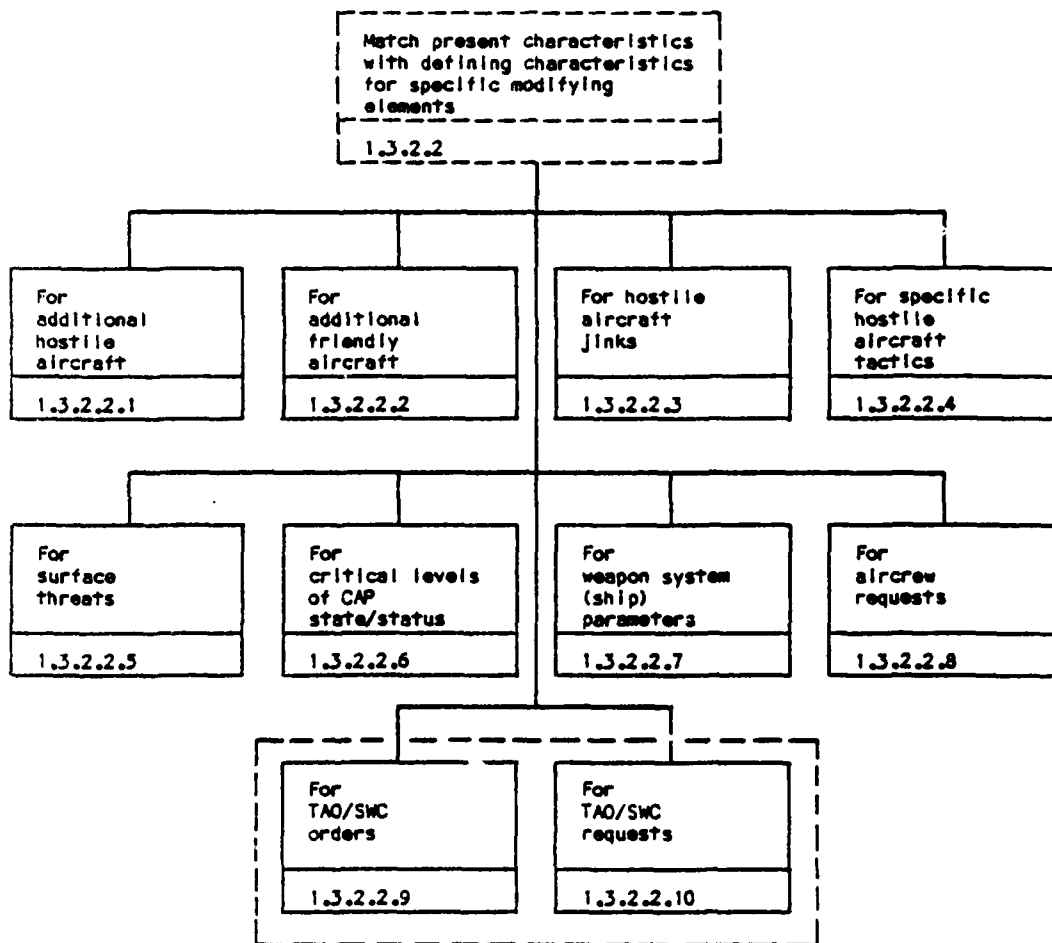 Match present characteristics
with defining characteristics
for specific modifying
elements
1.3.2.2
For
additional
hostile
aircraft
1.3.2.2.1
For
additional
friendly
aircraft
1.3.2.2.2
For hostile
aircraft
jinks
1.3.2.2.3
For specific
hostile
aircraft
tactics
1.3.2.2.4
For
surface
threats
1.3.2.2.5
For
critical levels
of CAP
state/status
1.3.2.2.6
For
weapon system
(ship)
parameters
1.3.2.2.7
For
aircrew
requests
1.3.2.2.8
For
TAO/SWC
orders
1.3.2.2.9
For
TAO/SWC
requests
1.3.2.2.10